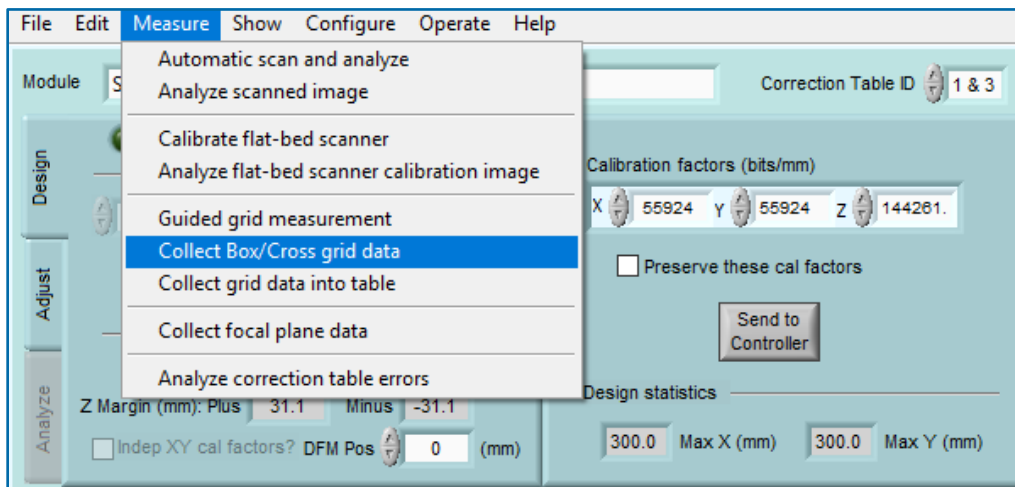 File Edit Measure Show Configure Operate Help
Automatic scan and analyze
Analyze scanned image
Calibrate flat-bed scanner
Analyze flat-bed scanner calibration image
Guided grid measurement
Collect Box/Cross grid data
Collect grid data into table
Collect focal plane data
Analyze correction table errors
Module S
Correction Table ID 1 & 3
Design
Adjust
Analyze
Calibration factors (bits/mm)
X 55924 Y 55924 Z 144261.
Preserve these cal factors
Send to
Controller
Z Margin (mm): Plus 31.1 Minus -31.1
Indep XY cal factors? DFM Pos 0 (mm)
Design statistics
300.0 Max X (mm) 300.0 Max Y (mm)